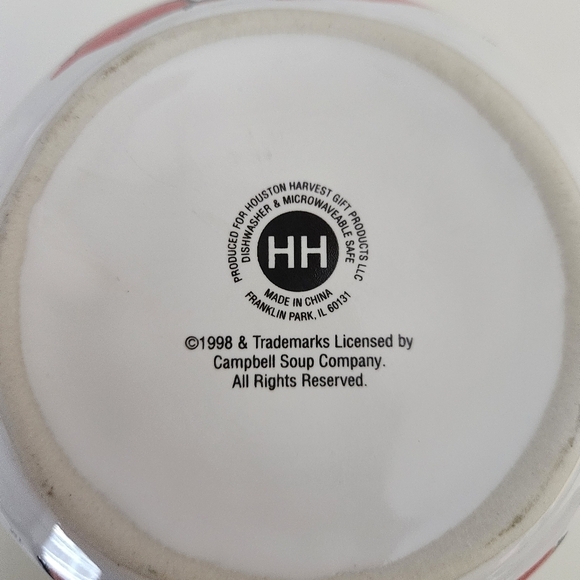 PRODUCED FOR HOUSTON HARVEST GIFT PRODUCTS LLC
DISHWASHER & MICROWAVEABLE SAFE
HH
MADE IN CHINA
FRANKLIN PARK, IL 60131
©1998 & Trademarks Licensed by
Campbell Soup Company.
All Rights Reserved.